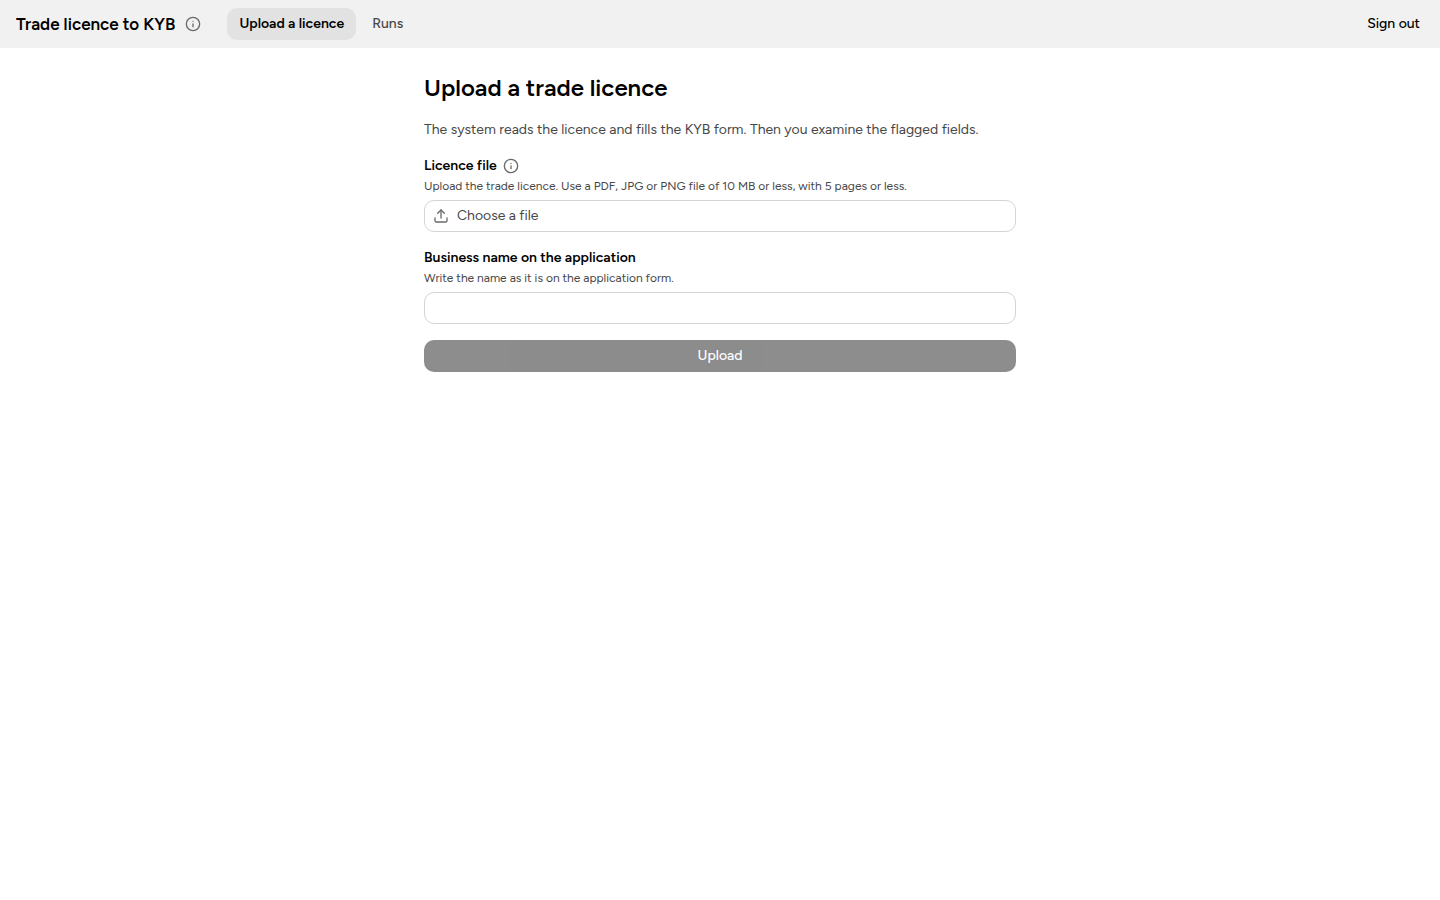 Trade licence to KYB
Upload a licence
Runs
Sign out
Upload a trade licence
The system reads the licence and fills the KYB form. Then you examine the flagged fields.
Licence file
Upload the trade licence. Use a PDF, JPG or PNG file of 10 MB or less, with 5 pages or less.
Choose a file
Business name on the application
Write the name as it is on the application form.
Upload